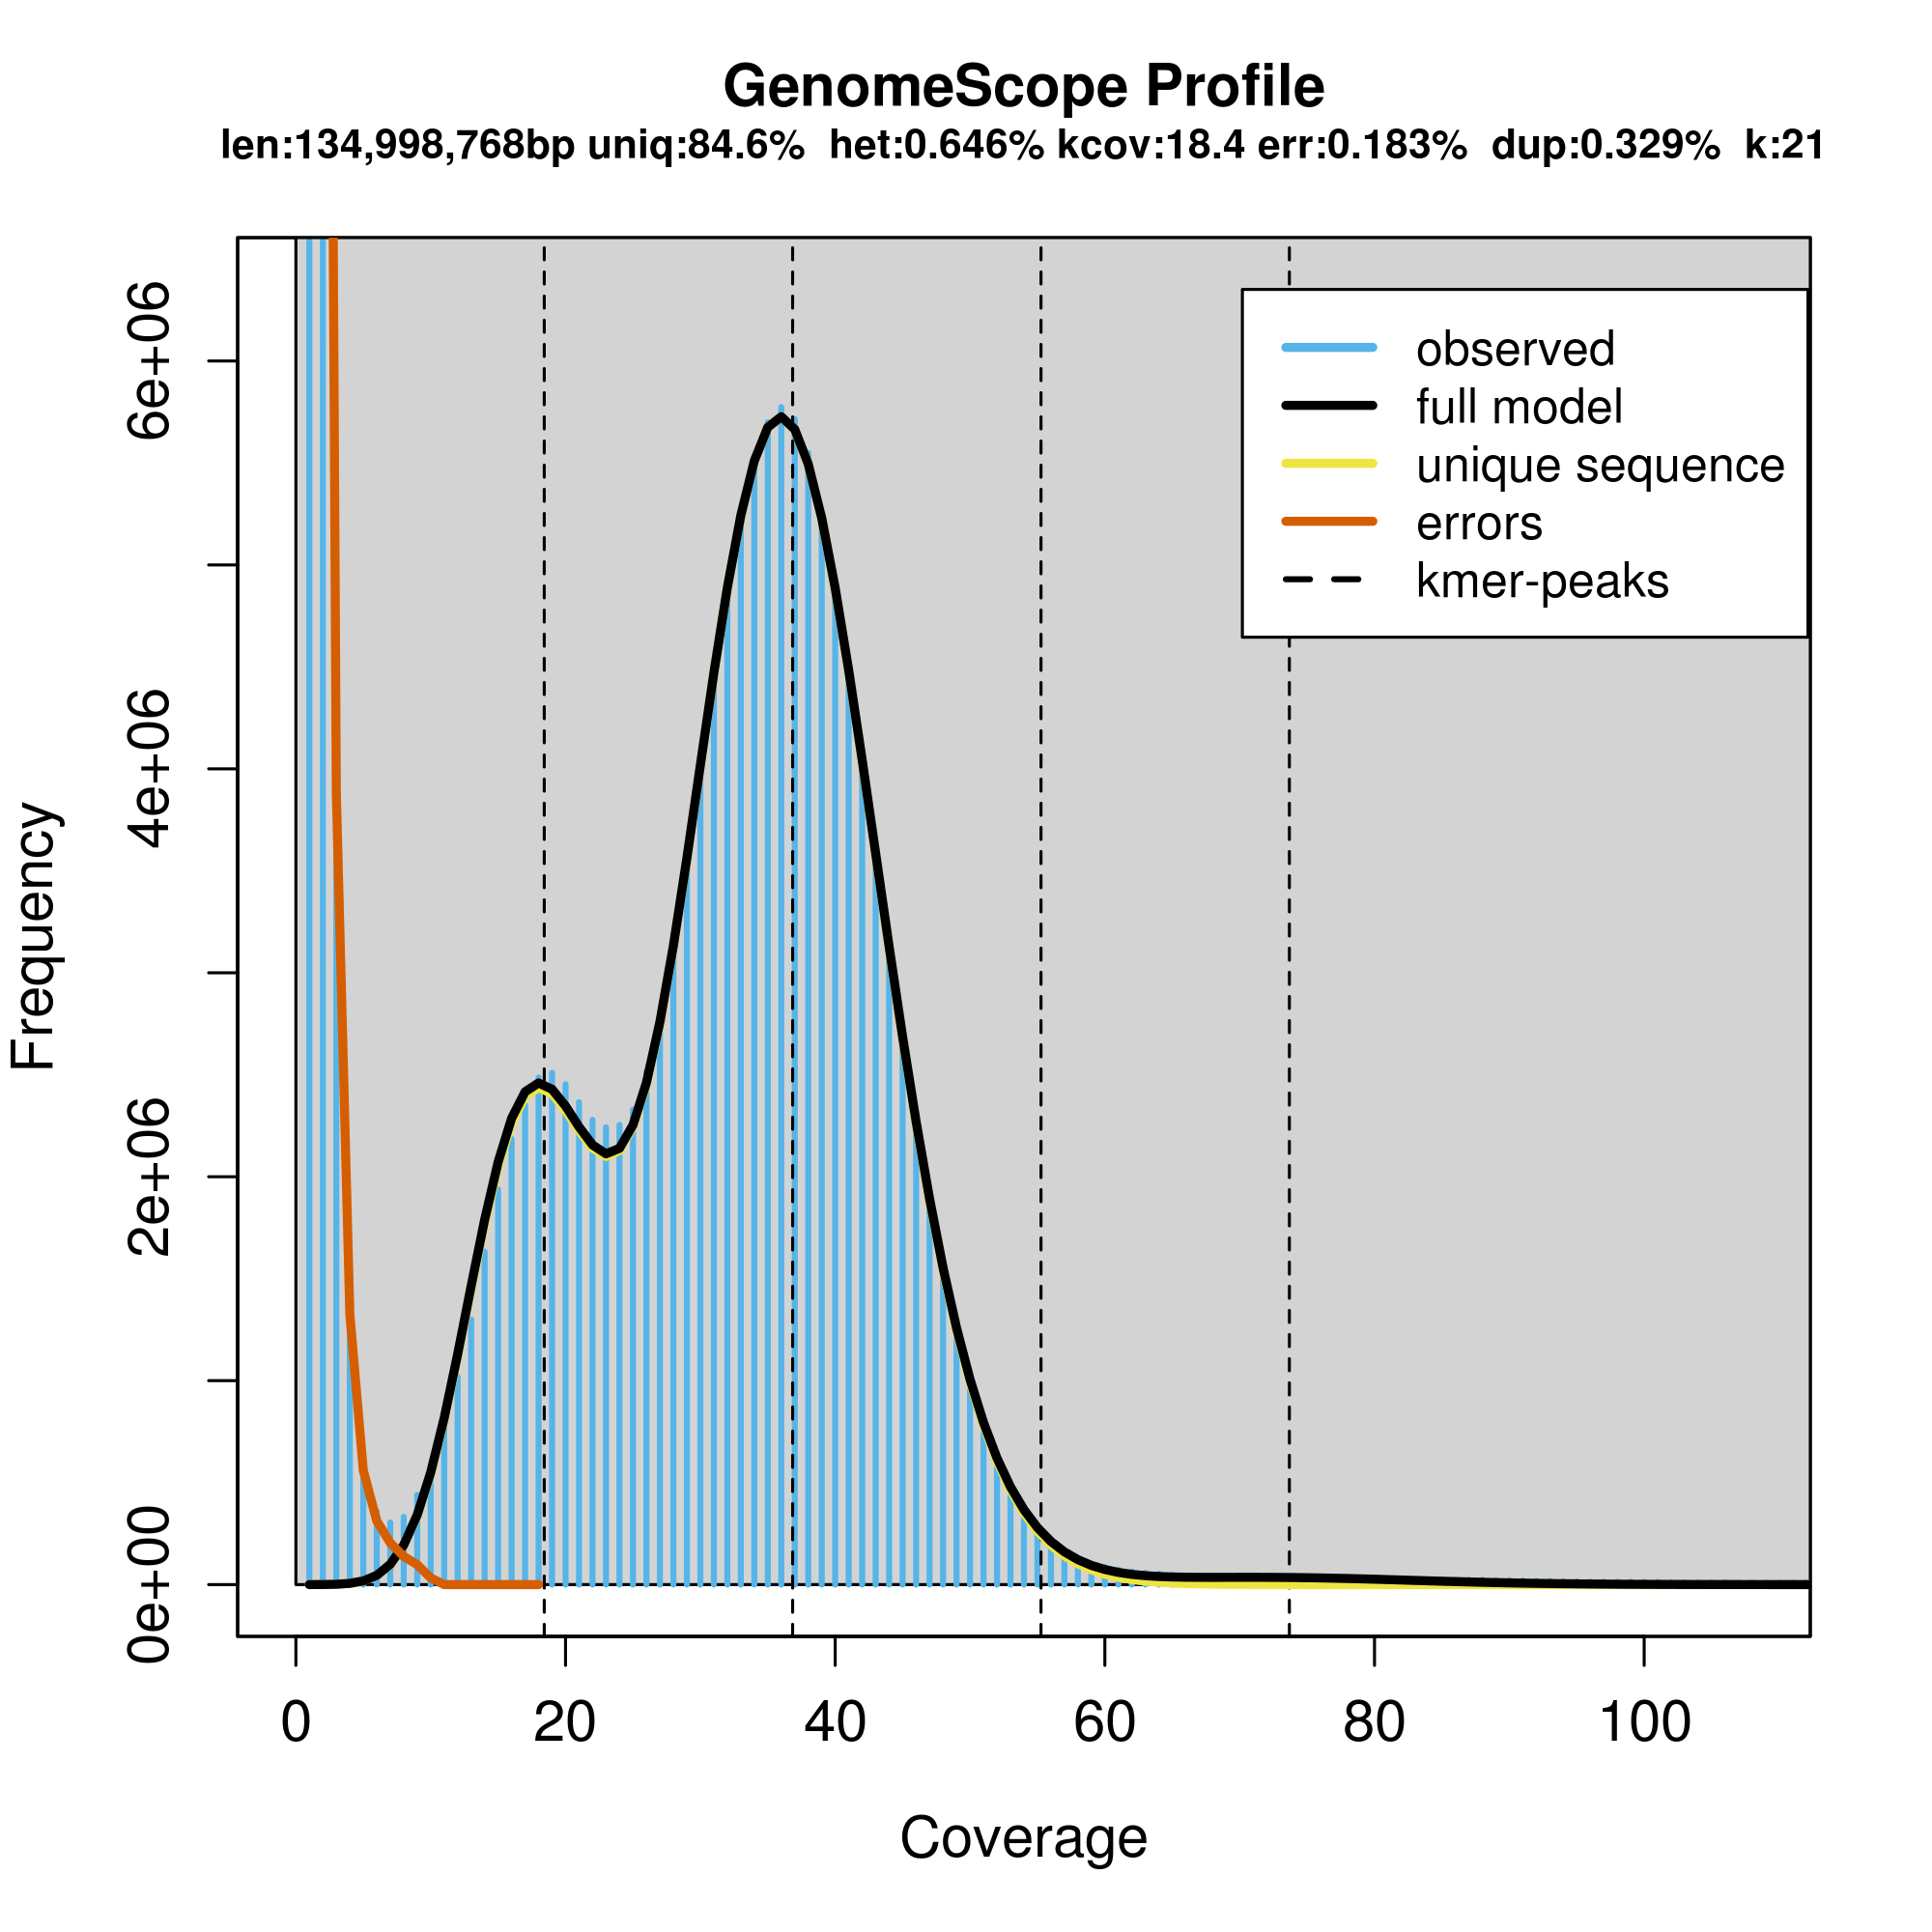 GenomeScope Profile
len:134,998,768bp uniq:84.6% het:0.646% kcov:18.4 err:0.183% dup:0.329% k:21
observed
full model
unique sequence
errors
kmer-peaks
Frequency
6e+06
4e+06
2e+06
0e+00
0 20 40 60 80 100
Coverage